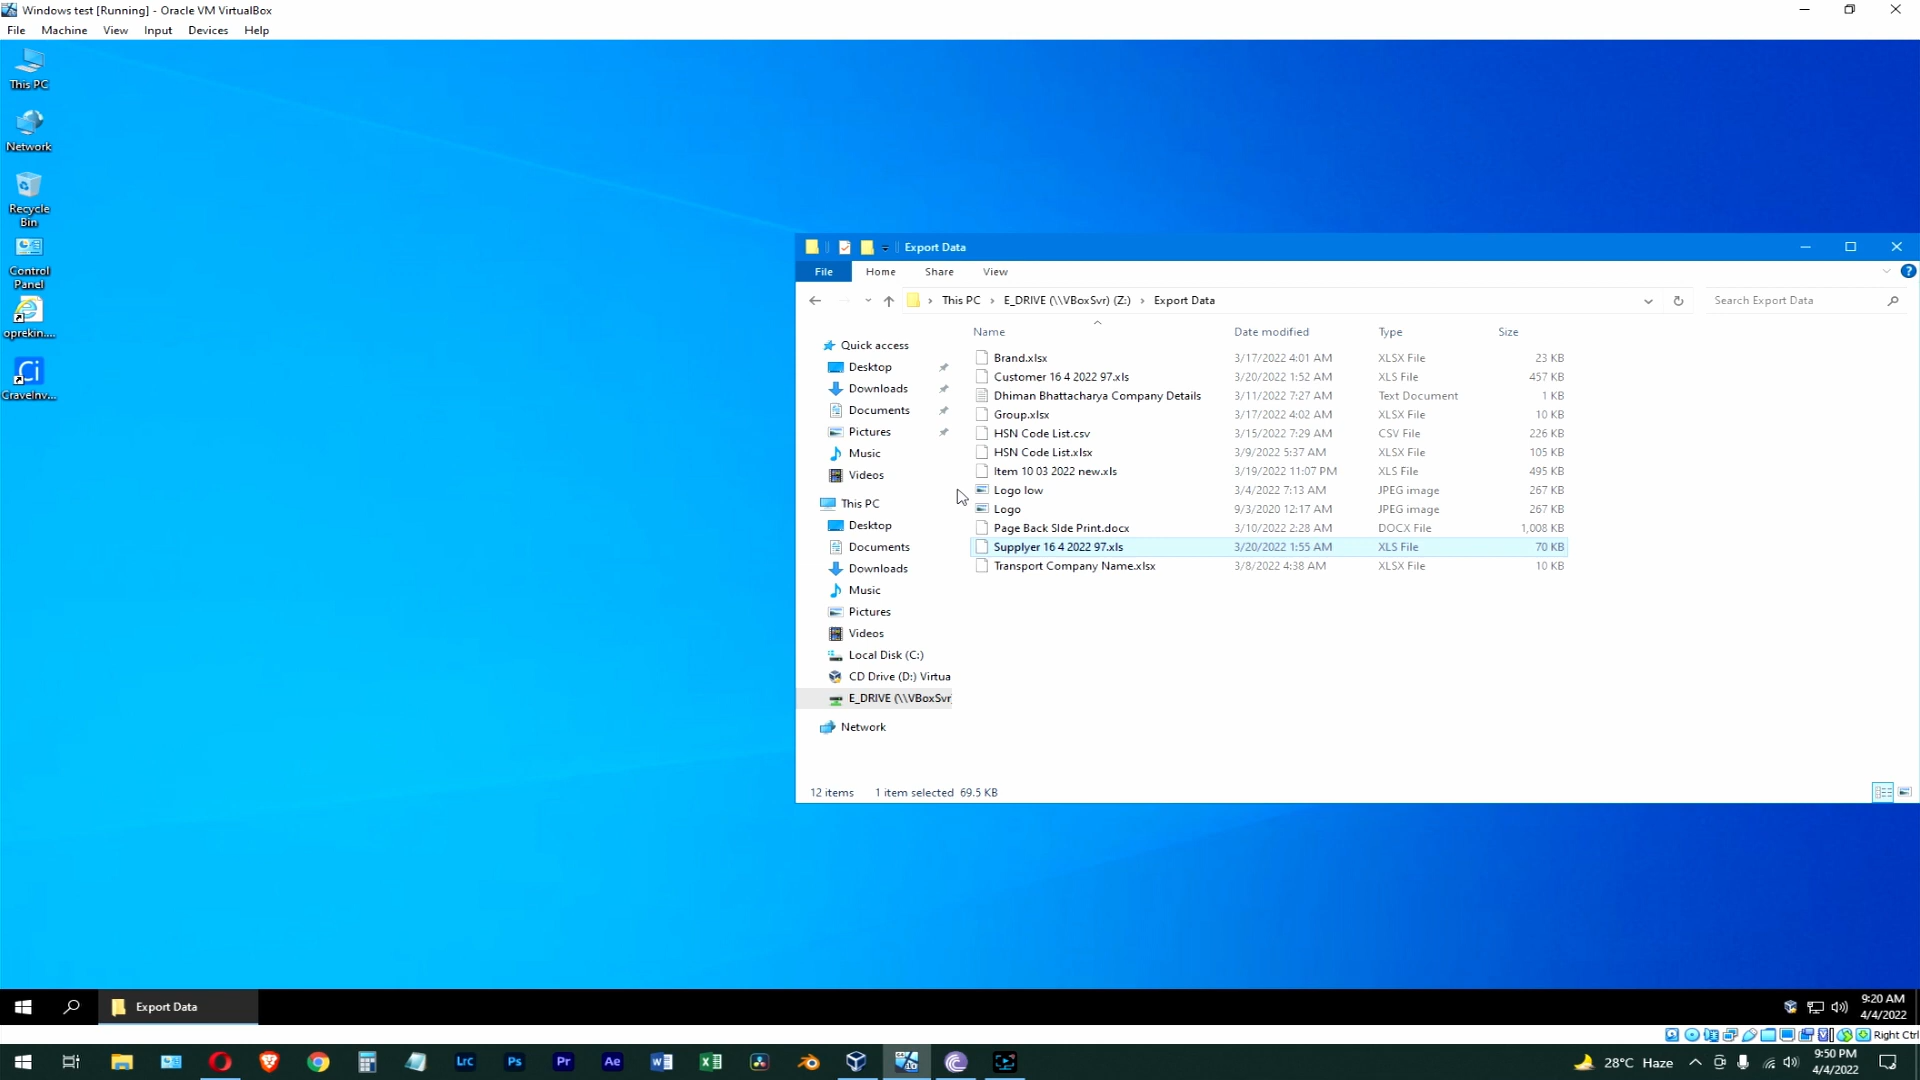 Windows test [Running] - Oracle VM VirtualBox
File Machine View Input Devices Help
This PC
Network
Recycle
Bin
Control
Panel
oprekin....
CraveInv...
Export Data
File Home Share View
This PC › E_DRIVE (\\VBoxSvr) (Z:) › Export Data
Search Export Data
Name Date modified Type Size
Quick access
Desktop
Downloads
Documents
Pictures
Music
Videos
This PC
Desktop
Documents
Downloads
Music
Pictures
Videos
Local Disk (C:)
CD Drive (D:) Virtua
E_DRIVE (\\VBoxSvr
Network
Brand.xlsx 3/17/2022 4:01 AM XLSX File 23 KB
Customer 16 4 2022 97.xls 3/20/2022 1:52 AM XLS File 457 KB
Dhiman Bhattacharya Company Details 3/11/2022 7:27 AM Text Document 1 KB
Group.xlsx 3/17/2022 4:02 AM XLSX File 10 KB
HSN Code List.csv 3/15/2022 7:29 AM CSV File 226 KB
HSN Code List.xlsx 3/9/2022 5:37 AM XLSX File 105 KB
Item 10 03 2022 new.xls 3/19/2022 11:07 PM XLS File 495 KB
Logo low 3/4/2022 7:13 AM JPEG image 267 KB
Logo 9/3/2020 12:17 AM JPEG image 267 KB
Page Back SIde Print.docx 3/10/2022 2:28 AM DOCX File 1,008 KB
Supplyer 16 4 2022 97.xls 3/20/2022 1:55 AM XLS File 70 KB
Transport Company Name.xlsx 3/8/2022 4:38 AM XLSX File 10 KB
12 items 1 item selected 69.5 KB
Export Data
9:20 AM
4/4/2022
Right Ctrl
Lrc Ps Pr Ae
28°C Haze
9:50 PM
4/4/2022